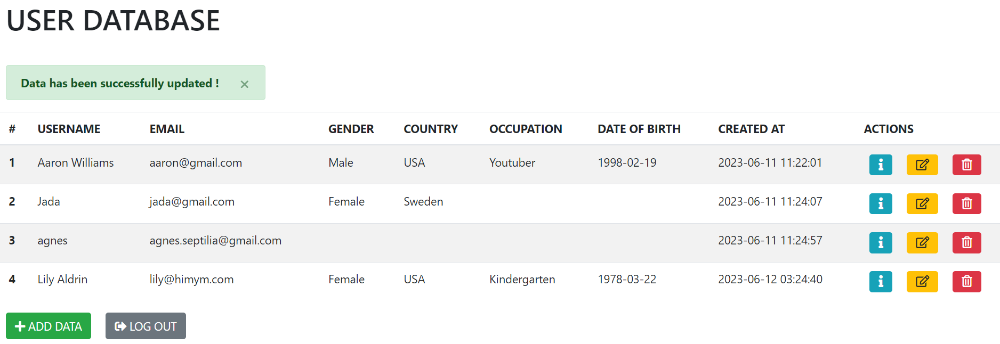 USER DATABASE
Data has been successfully updated ! ×
# USERNAME EMAIL GENDER COUNTRY OCCUPATION DATE OF BIRTH CREATED AT ACTIONS
1 Aaron Williams aaron@gmail.com Male USA Youtuber 1998-02-19 2023-06-11 11:22:01
2 Jada jada@gmail.com Female Sweden 2023-06-11 11:24:07
3 agnes agnes.septilia@gmail.com 2023-06-11 11:24:57
4 Lily Aldrin lily@himym.com Female USA Kindergarten 1978-03-22 2023-06-12 03:24:40
ADD DATA LOG OUT